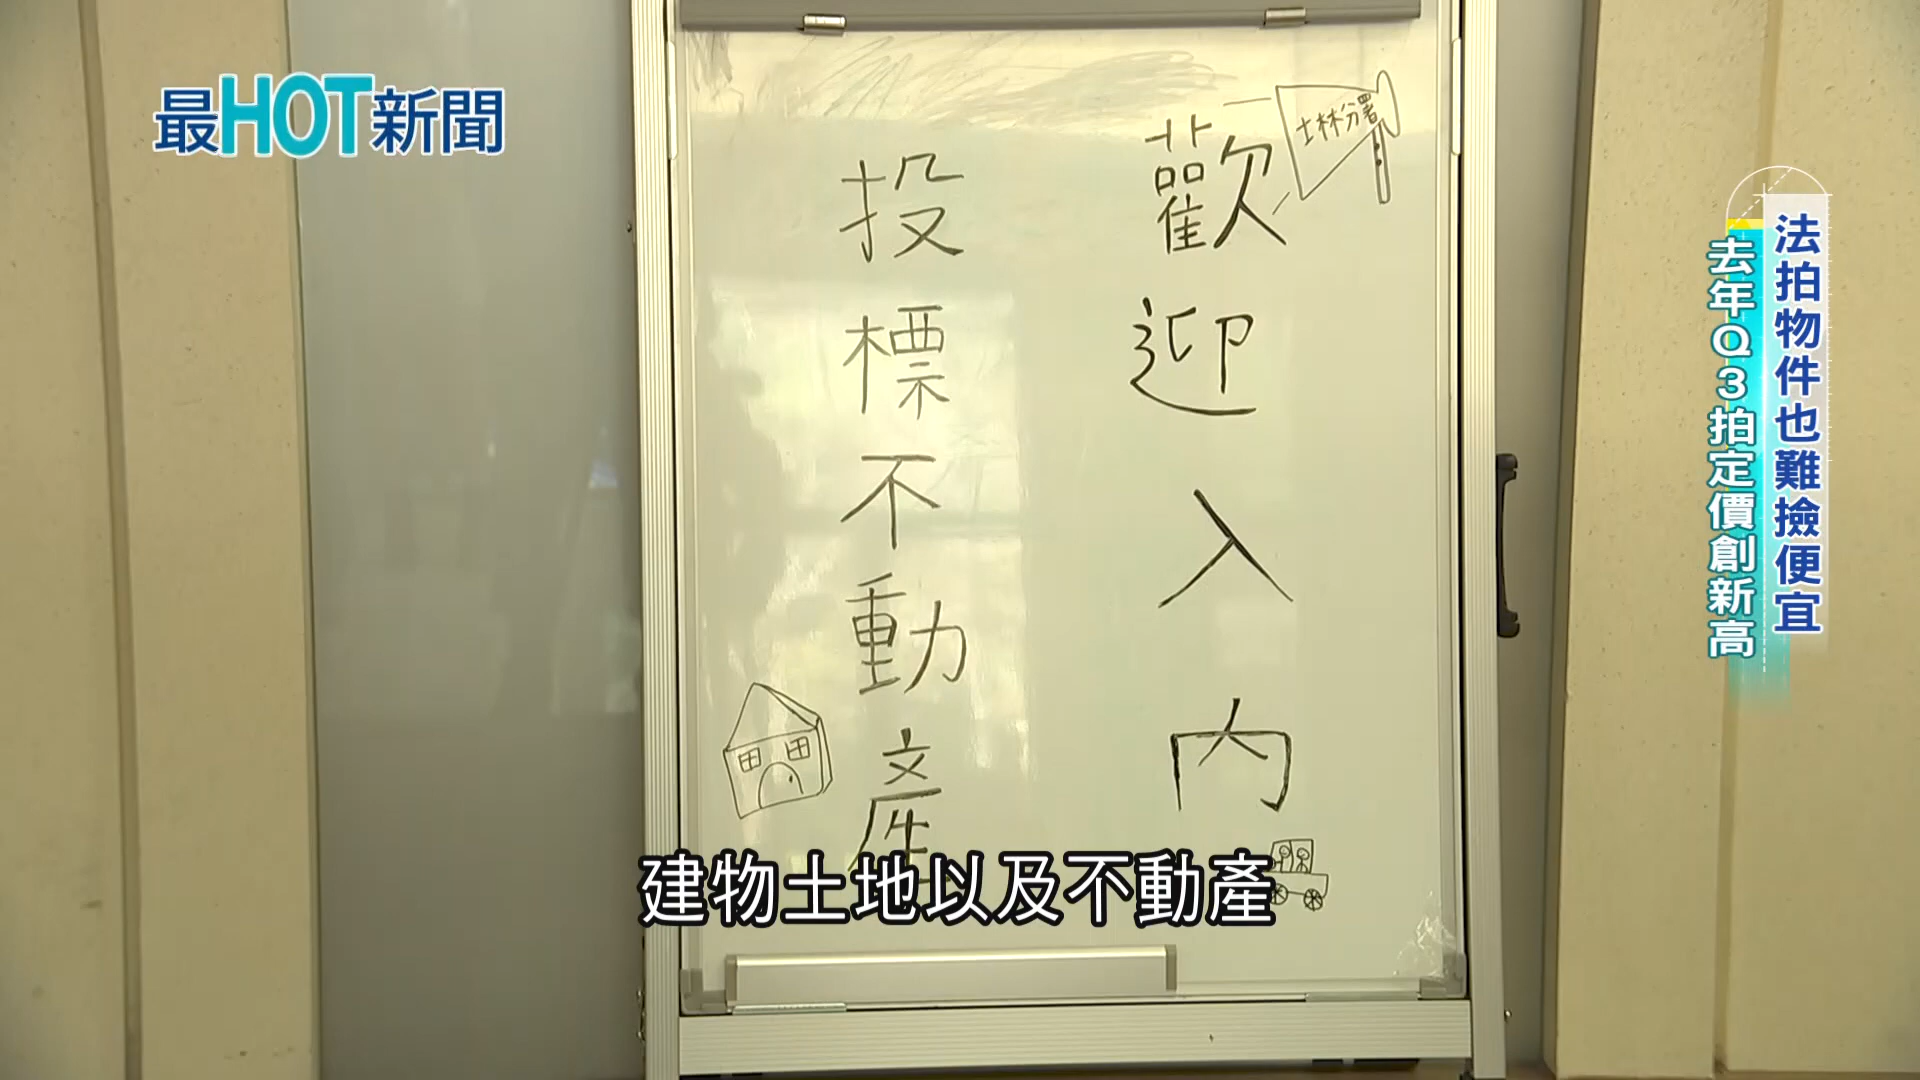 最HOT新聞
法拍物件也難撿便宜
去年Q3拍定價創新高
士林分署
歡迎入內
投標不動產
建物土地以及不動產